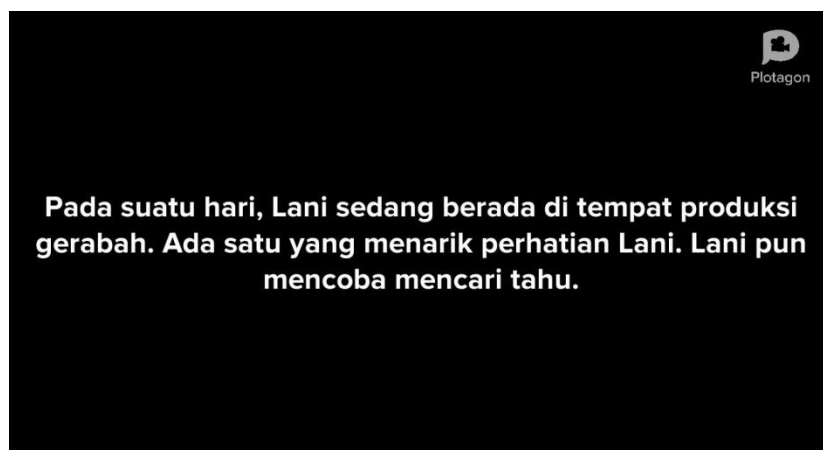 Plotagon
Pada suatu hari, Lani sedang berada di tempat produksi
gerabah. Ada satu yang menarik perhatian Lani. Lani pun
mencoba mencari tahu.